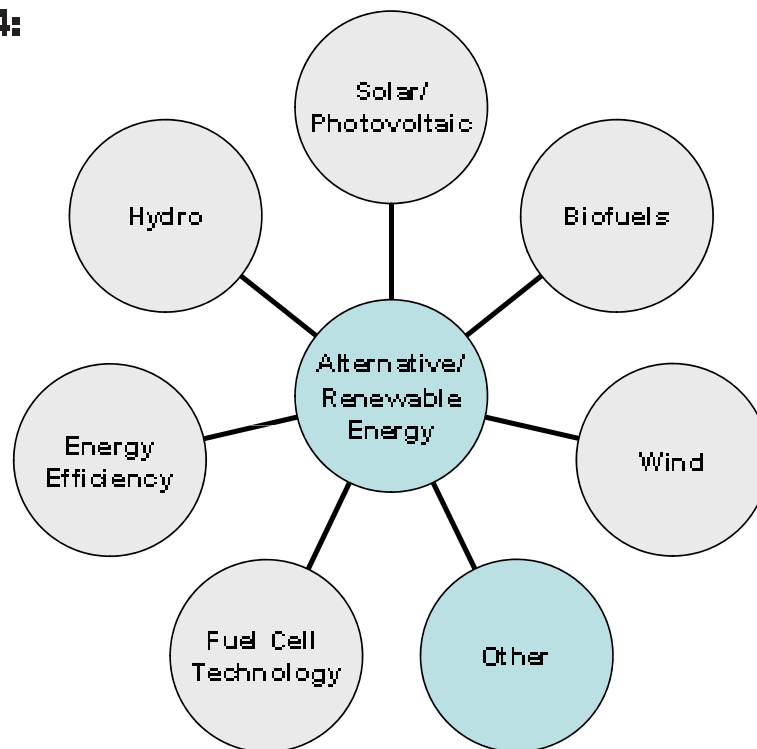 4:
Solar/
Photovoltaic
Hydro
Biofuels
Alternative/
Renewable
Energy
Energy
Efficiency
Wind
Fuel Cell
Technology
Other